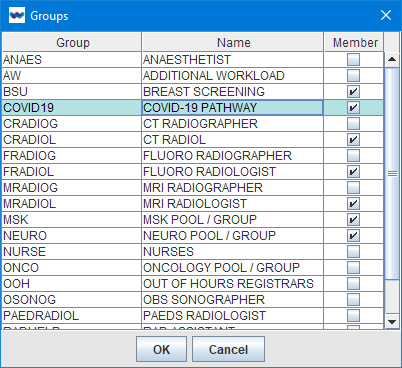 Groups
Group Name Member
ANAES ANAESTHETIST
AW ADDITIONAL WORKLOAD
BSU BREAST SCREENING
COVID19 COVID-19 PATHWAY
CRADIOG CT RADIOGRAPHER
CRADIOL CT RADIOL
FRADIOG FLUORO RADIOGRAPHER
FRADIOL FLUORO RADIOLOGIST
MRADIOG MRI RADIOGRAPHER
MRADIOL MRI RADIOLOGIST
MSK MSK POOL / GROUP
NEURO NEURO POOL / GROUP
NURSE NURSES
ONCO ONCOLOGY POOL / GROUP
OOH OUT OF HOURS REGISTRARS
OSONOG OBS SONOGRAPHER
PAEDRADIOL PAEDS RADIOLOGIST
OK Cancel